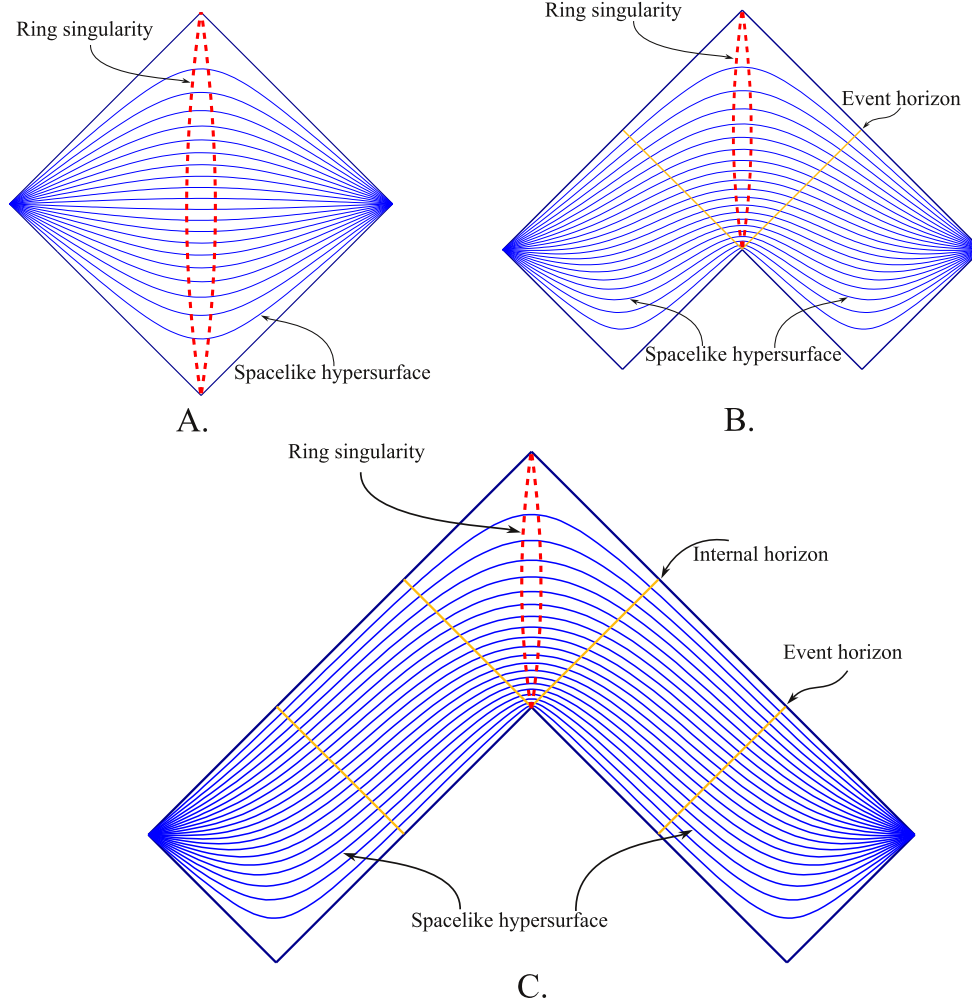 Ring singularity
Spacelike hypersurface
A.
Ring singularity
Event horizon
Spacelike hypersurface
B.
Ring singularity
Internal horizon
Event horizon
Spacelike hypersurface
C.